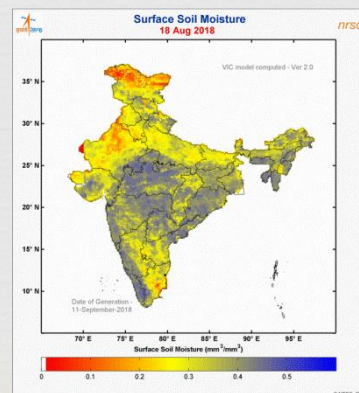 Surface Soil Moisture
18 Aug 2018
nrsc
VIC model computed - Ver 2.0
35° N
30° N
25° N
20° N
15° N
10° N
Date of Generation -
11-September-2018
70° E 75° E 80° E 85° E 90° E 95° E
Surface Soil Moisture (mm³/mm³)
0 0.1 0.2 0.3 0.4 0.5